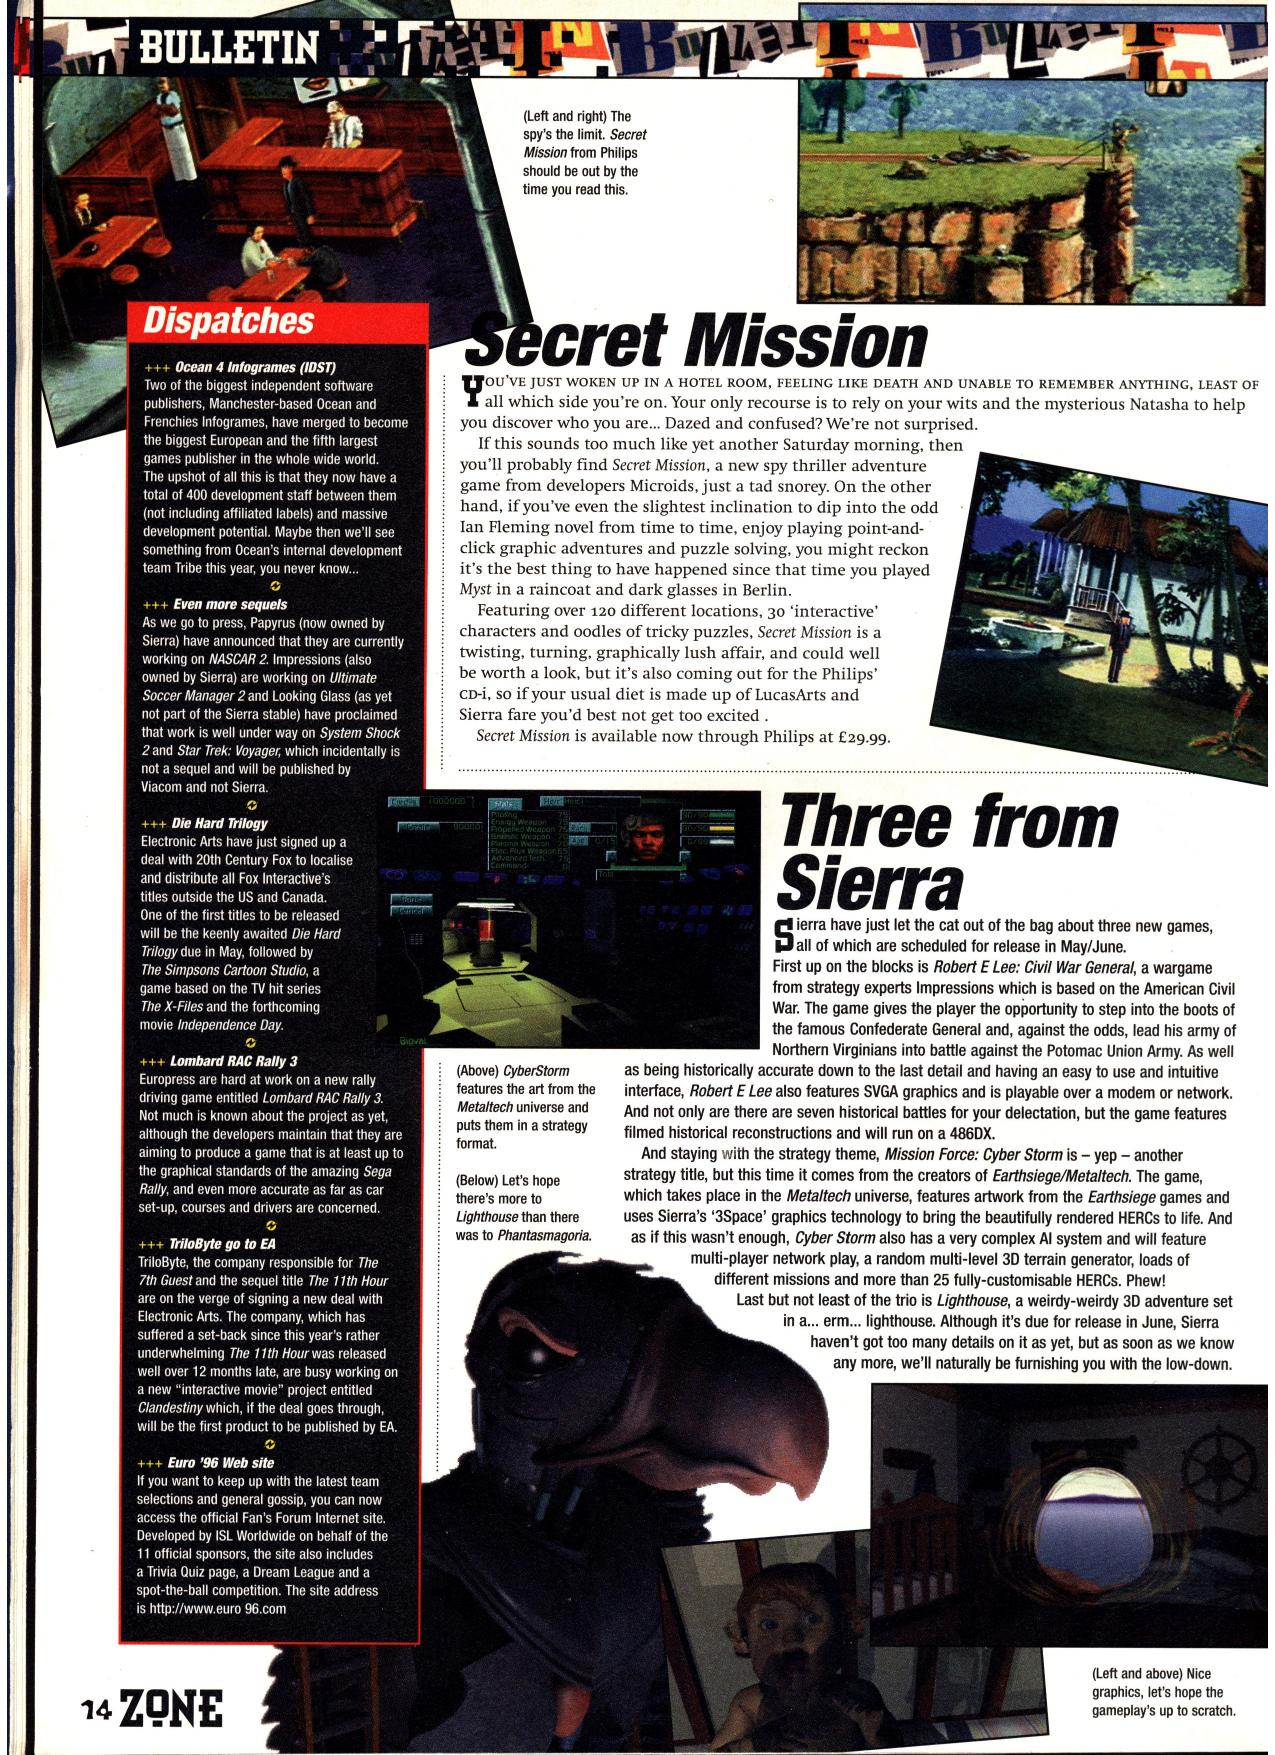 BULLETIN
(Left and right) The
spy's the limit. Secret
Mission from Philips
should be out by the
time you read this.
Dispatches
+++ Ocean 4 Infogrames (IDST)
Two of the biggest independent software
publishers, Manchester-based Ocean and
Frenchies Infogrames, have merged to become
the biggest European and the fifth largest
games publisher in the whole wide world.
The upshot of all this is that they now have a
total of 400 development staff between them
(not including affiliated labels) and massive
development potential. Maybe then we'll see
something from Ocean's internal development
team Tribe this year, you never know...
+++ Even more sequels
As we go to press, Papyrus (now owned by
Sierra) have announced that they are currently
working on NASCAR 2. Impressions (also
owned by Sierra) are working on Ultimate
Soccer Manager 2 and Looking Glass (as yet
not part of the Sierra stable) have proclaimed
that work is well under way on System Shock
2 and Star Trek: Voyager, which incidentally is
not a sequel and will be published by
Viacom and not Sierra.
+++ Die Hard Trilogy
Electronic Arts have just signed up a
deal with 20th Century Fox to localise
and distribute all Fox Interactive's
titles outside the US and Canada.
One of the first titles to be released
will be the keenly awaited Die Hard
Trilogy due in May, followed by
The Simpsons Cartoon Studio, a
game based on the TV hit series
The X-Files and the forthcoming
movie Independence Day.
+++ Lombard RAC Rally 3
Europress are hard at work on a new rally
driving game entitled Lombard RAC Rally 3.
Not much is known about the project as yet,
although the developers maintain that they are
aiming to produce a game that is at least up to
the graphical standards of the amazing Sega
Rally, and even more accurate as far as car
set-up, courses and drivers are concerned.
+++ TriloByte go to EA
TriloByte, the company responsible for The
7th Guest and the sequel title The 11th Hour
are on the verge of signing a new deal with
Electronic Arts. The company, which has
suffered a set-back since this year's rather
underwhelming The 11th Hour was released
well over 12 months late, are busy working on
a new “interactive movie” project entitled
Clandestiny which, if the deal goes through,
will be the first product to be published by EA.
+++ Euro '96 Web site
If you want to keep up with the latest team
selections and general gossip, you can now
access the official Fan's Forum Internet site.
Developed by ISL Worldwide on behalf of the
11 official sponsors, the site also includes
a Trivia Quiz page, a Dream League and a
spot-the-ball competition. The site address
is http://www.euro 96.com
Secret Mission
YOU'VE JUST WOKEN UP IN A HOTEL ROOM, FEELING LIKE DEATH AND UNABLE TO REMEMBER ANYTHING, LEAST OF
all which side you're on. Your only recourse is to rely on your wits and the mysterious Natasha to help
you discover who you are... Dazed and confused? We're not surprised.
If this sounds too much like yet another Saturday morning, then
you'll probably find Secret Mission, a new spy thriller adventure
game from developers Microids, just a tad snorey. On the other
hand, if you've even the slightest inclination to dip into the odd
Ian Fleming novel from time to time, enjoy playing point-and-
click graphic adventures and puzzle solving, you might reckon
it's the best thing to have happened since that time you played
Myst in a raincoat and dark glasses in Berlin.
Featuring over 120 different locations, 30 'interactive'
characters and oodles of tricky puzzles, Secret Mission is a
twisting, turning, graphically lush affair, and could well
be worth a look, but it's also coming out for the Philips'
CD-i, so if your usual diet is made up of LucasArts and
Sierra fare you'd best not get too excited .
Secret Mission is available now through Philips at £29.99.
Three from
Sierra
Sierra have just let the cat out of the bag about three new games,
all of which are scheduled for release in May/June.
First up on the blocks is Robert E Lee: Civil War General, a wargame
from strategy experts Impressions which is based on the American Civil
War. The game gives the player the opportunity to step into the boots of
the famous Confederate General and, against the odds, lead his army of
Northern Virginians into battle against the Potomac Union Army. As well
as being historically accurate down to the last detail and having an easy to use and intuitive
interface, Robert E Lee also features SVGA graphics and is playable over a modem or network.
And not only are there are seven historical battles for your delectation, but the game features
filmed historical reconstructions and will run on a 486DX.
And staying with the strategy theme, Mission Force: Cyber Storm is – yep – another
strategy title, but this time it comes from the creators of Earthsiege/Metaltech. The game,
which takes place in the Metaltech universe, features artwork from the Earthsiege games and
uses Sierra's '3Space' graphics technology to bring the beautifully rendered HERCs to life. And
as if this wasn't enough, Cyber Storm also has a very complex AI system and will feature
multi-player network play, a random multi-level 3D terrain generator, loads of
different missions and more than 25 fully-customisable HERCs. Phew!
Last but not least of the trio is Lighthouse, a weirdy-weirdy 3D adventure set
in a... erm... lighthouse. Although it's due for release in June, Sierra
haven't got too many details on it as yet, but as soon as we know
any more, we'll naturally be furnishing you with the low-down.
(Above) CyberStorm
features the art from the
Metaltech universe and
puts them in a strategy
format.
(Below) Let's hope
there's more to
Lighthouse than there
was to Phantasmagoria.
(Left and above) Nice
graphics, let's hope the
gameplay's up to scratch.
14 ZONE